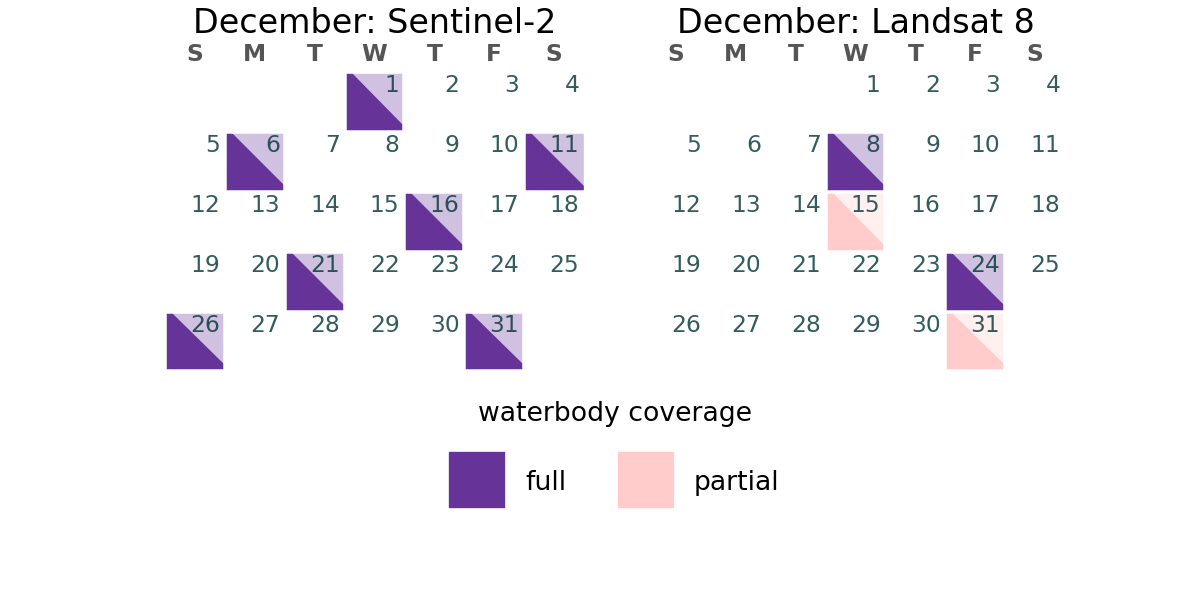 December: Sentinel-2
S M T W T F S
1 2 3 4
5 6 7 8 9 10 11
12 13 14 15 16 17 18
19 20 21 22 23 24 25
26 27 28 29 30 31
December: Landsat 8
S M T W T F S
1 2 3 4
5 6 7 8 9 10 11
12 13 14 15 16 17 18
19 20 21 22 23 24 25
26 27 28 29 30 31
waterbody coverage
full partial